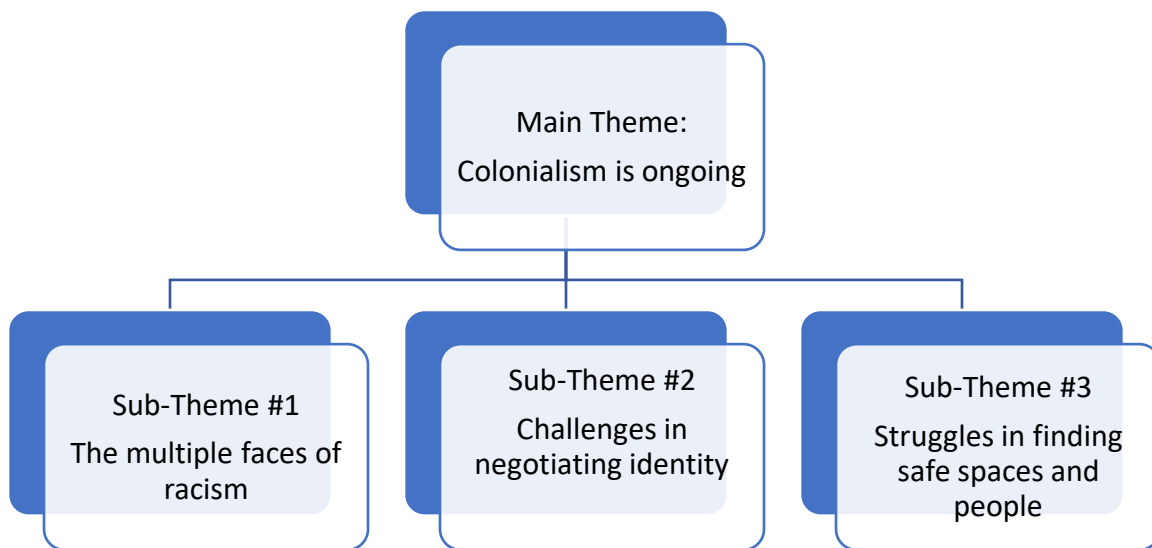 Main Theme:
Colonialism is ongoing
Sub-Theme #1
The multiple faces of
racism
Sub-Theme #2
Challenges in
negotiating identity
Sub-Theme #3
Struggles in finding
safe spaces and
people